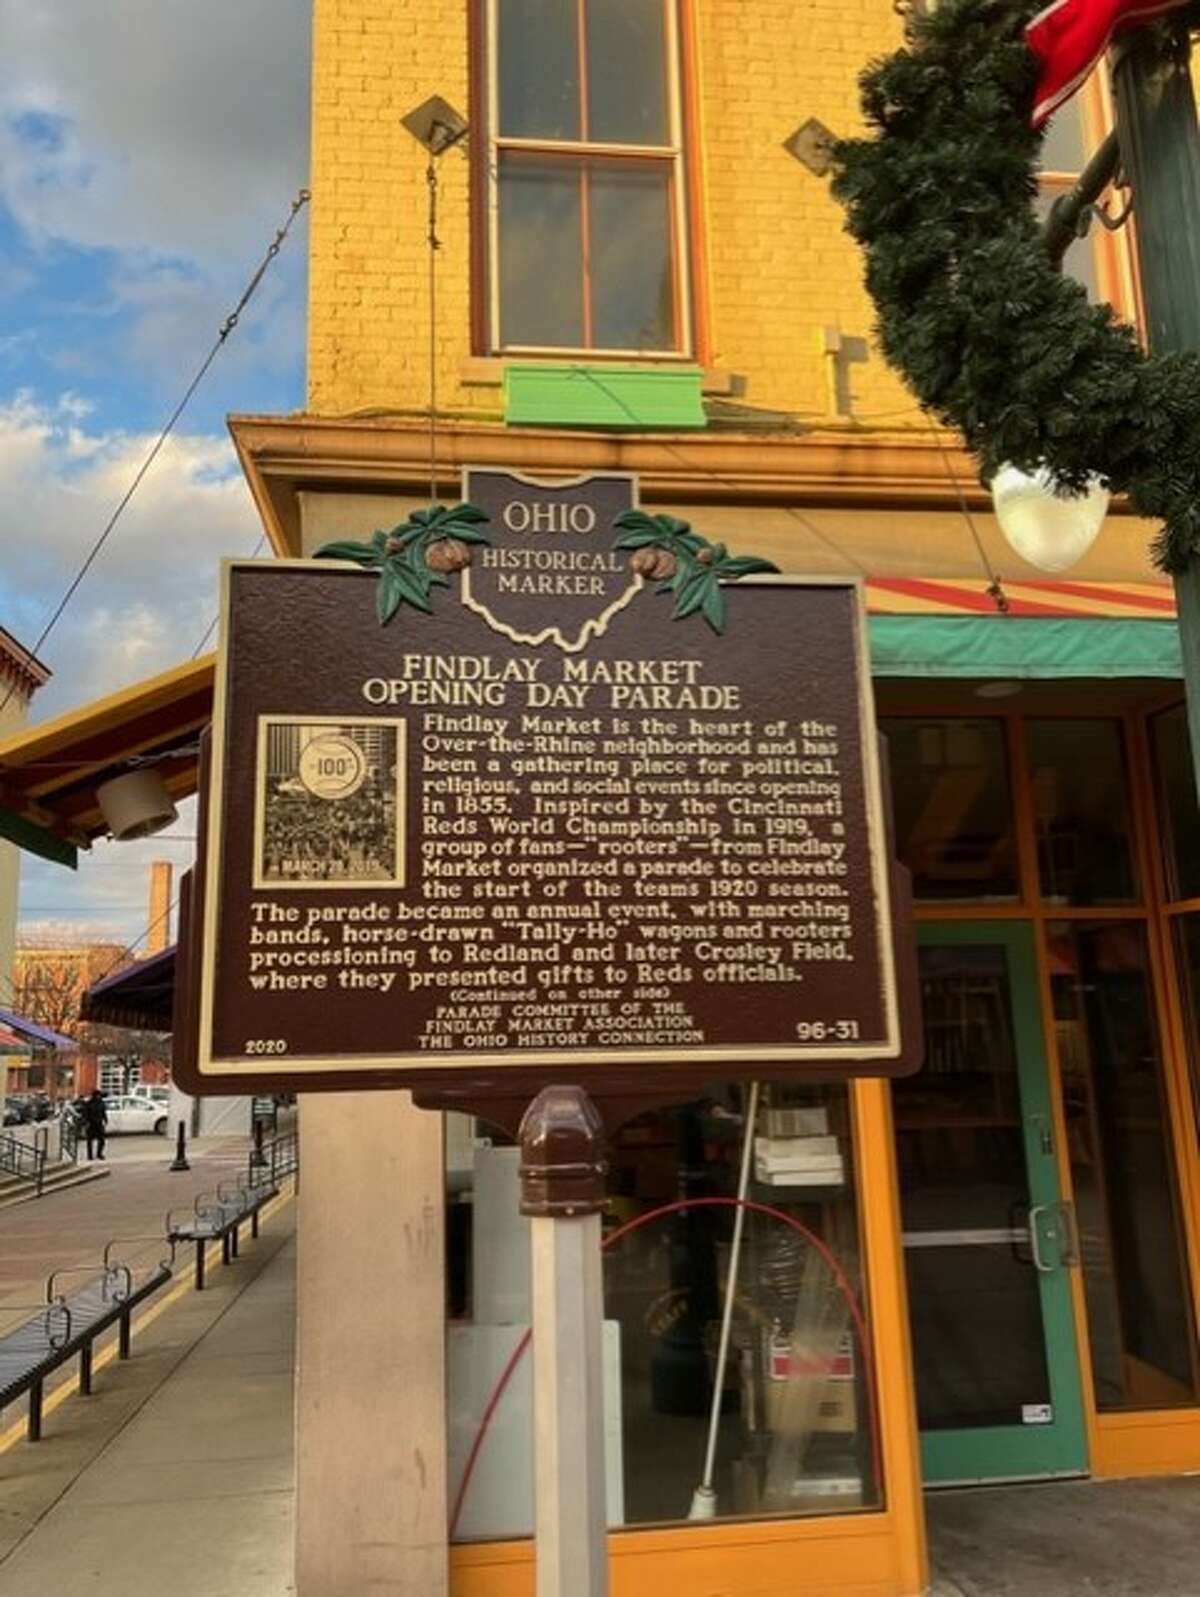 OHIO
HISTORICAL
MARKER
FINDLAY MARKET
OPENING DAY PARADE
Findlay Market is the heart of the
Over-the-Rhine neighborhood and has
been a gathering place for political,
religious, and social events since opening
in 1855. Inspired by the Cincinnati
Reds World Championship in 1919, a
group of fans—"rooters"—from Findlay
Market organized a parade to celebrate
the start of the teams 1920 season.
The parade became an annual event, with marching
bands, horse-drawn "Tally-Ho" wagons and rooters
processioning to Redland and later Crosley Field,
where they presented gifts to Reds officials.
(Continued on other side)
PARADE COMMITTEE OF THE
FINDLAY MARKET ASSOCIATION
THE OHIO HISTORY CONNECTION
2020
96-31
100
MARCH 28, 2019